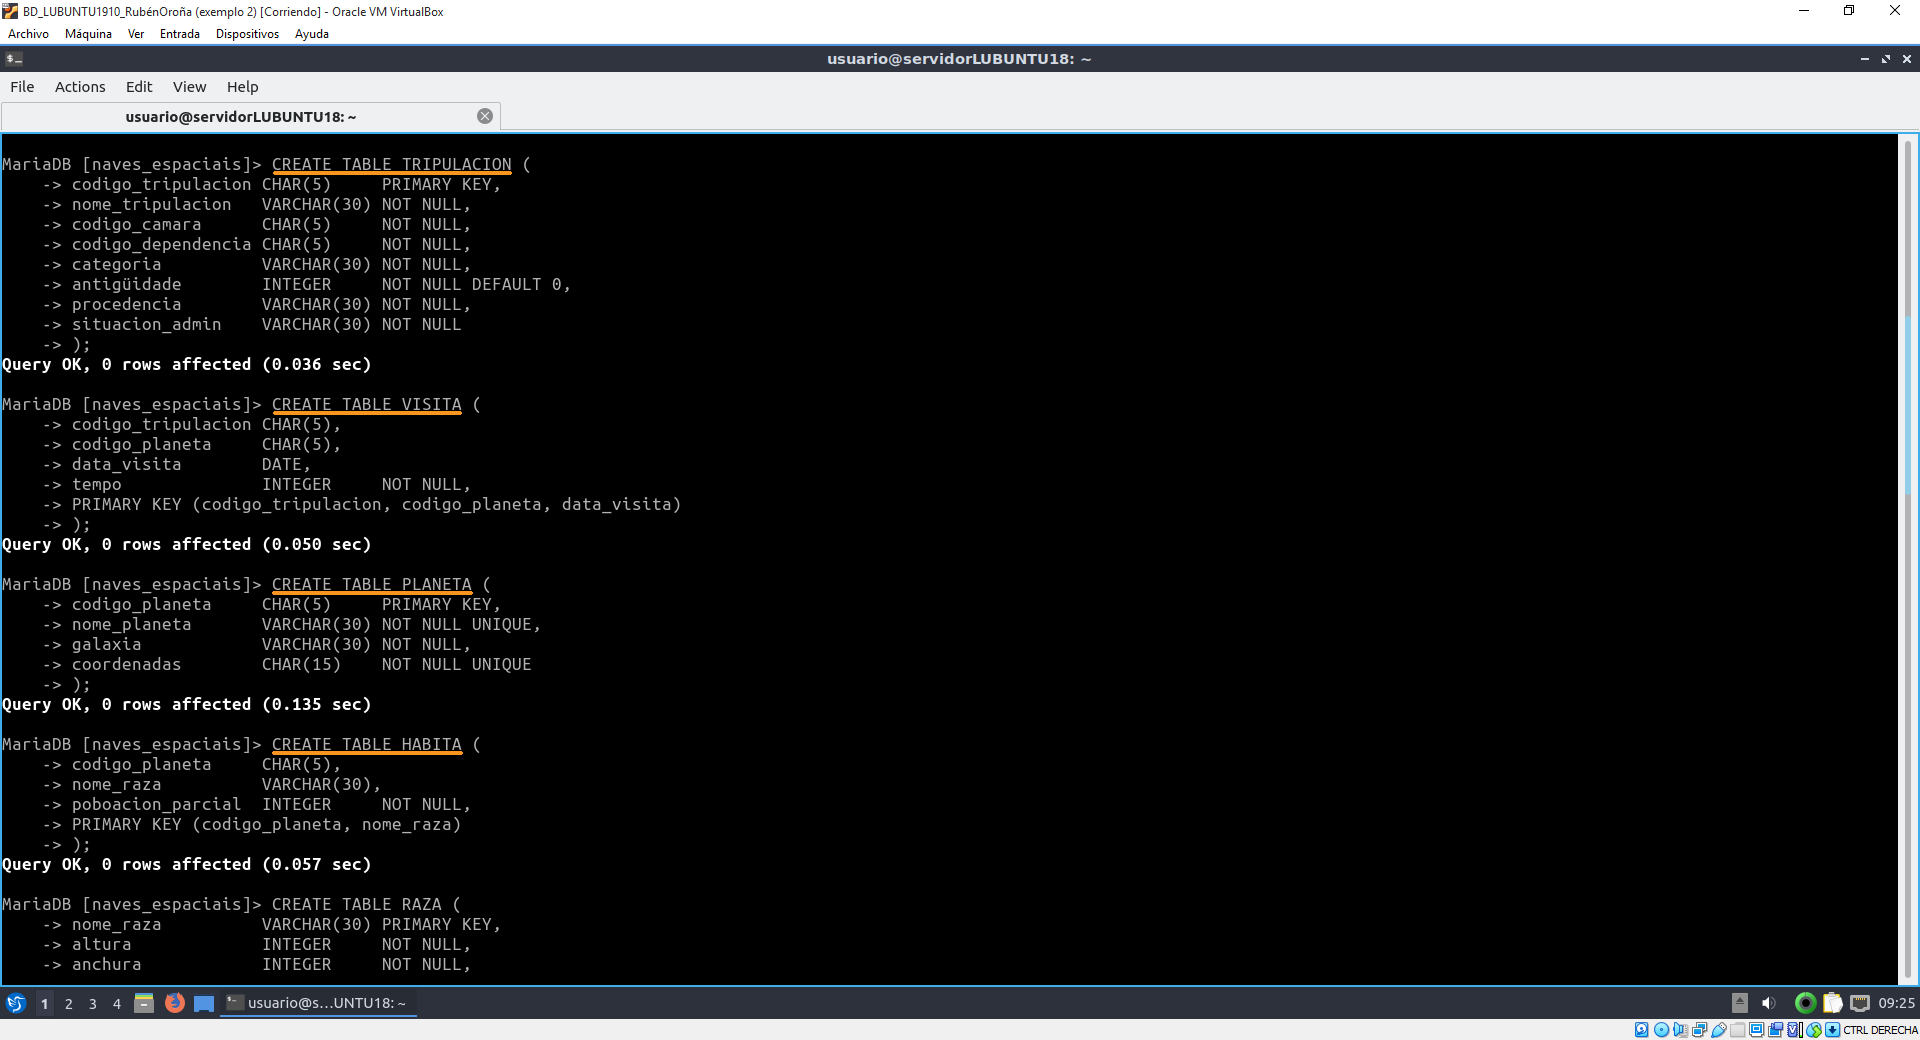 BD_LUBUNTU1910_RubénOroña (exemplo 2) [Corriendo] - Oracle VM VirtualBox
Archivo Máquina Ver Entrada Dispositivos Ayuda
usuario@servidorLUBUNTU18: ~
File Actions Edit View Help
usuario@servidorLUBUNTU18: ~
MariaDB [naves_espaciais]> CREATE TABLE TRIPULACION (
    -> codigo_tripulacion CHAR(5)     PRIMARY KEY,
    -> nome_tripulacion   VARCHAR(30) NOT NULL,
    -> codigo_camara      CHAR(5)     NOT NULL,
    -> codigo_dependencia CHAR(5)     NOT NULL,
    -> categoria          VARCHAR(30) NOT NULL,
    -> antigüidade        INTEGER     NOT NULL DEFAULT 0,
    -> procedencia        VARCHAR(30) NOT NULL,
    -> situacion_admin    VARCHAR(30) NOT NULL
    -> );
Query OK, 0 rows affected (0.036 sec)
MariaDB [naves_espaciais]> CREATE TABLE VISITA (
    -> codigo_tripulacion CHAR(5),
    -> codigo_planeta     CHAR(5),
    -> data_visita        DATE,
    -> tempo              INTEGER     NOT NULL,
    -> PRIMARY KEY (codigo_tripulacion, codigo_planeta, data_visita)
    -> );
Query OK, 0 rows affected (0.050 sec)
MariaDB [naves_espaciais]> CREATE TABLE PLANETA (
    -> codigo_planeta     CHAR(5)     PRIMARY KEY,
    -> nome_planeta       VARCHAR(30) NOT NULL UNIQUE,
    -> galaxia            VARCHAR(30) NOT NULL,
    -> coordenadas        CHAR(15)    NOT NULL UNIQUE
    -> );
Query OK, 0 rows affected (0.135 sec)
MariaDB [naves_espaciais]> CREATE TABLE HABITA (
    -> codigo_planeta     CHAR(5),
    -> nome_raza          VARCHAR(30),
    -> poboacion_parcial  INTEGER     NOT NULL,
    -> PRIMARY KEY (codigo_planeta, nome_raza)
    -> );
Query OK, 0 rows affected (0.057 sec)
MariaDB [naves_espaciais]> CREATE TABLE RAZA (
    -> nome_raza          VARCHAR(30) PRIMARY KEY,
    -> altura             INTEGER     NOT NULL,
    -> anchura            INTEGER     NOT NULL,
1 2 3 4 usuario@s...UNTU18: ~ 09:25
CTRL DERECHA